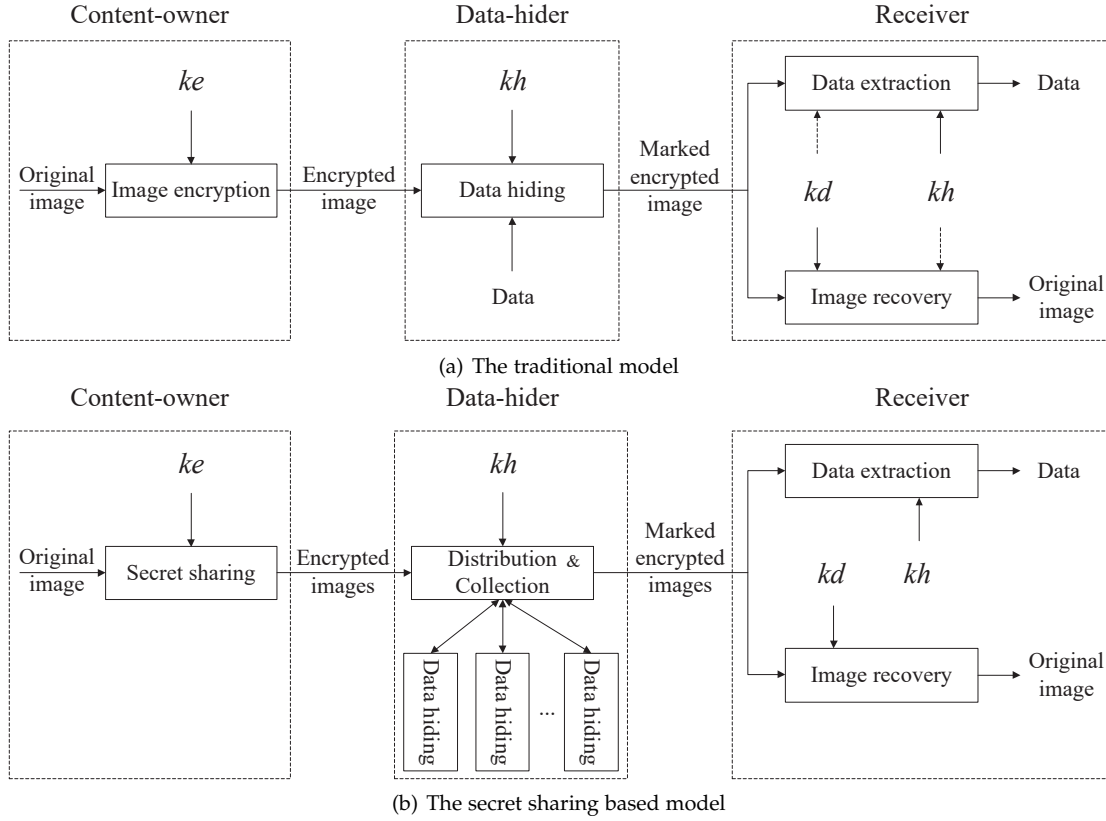 Content-owner
Data-hider
Receiver
ke
kh
Data extraction
Data
Original
image
Image encryption
Encrypted
image
Data hiding
Marked
encrypted
image
kd
kh
Data
Image recovery
Original
image
(a) The traditional model
Content-owner
Data-hider
Receiver
ke
kh
Data extraction
Data
Original
image
Secret sharing
Encrypted
images
Distribution &
Collection
Marked
encrypted
images
kd
kh
Data hiding
Data hiding
...
Data hiding
Image recovery
Original
image
(b) The secret sharing based model